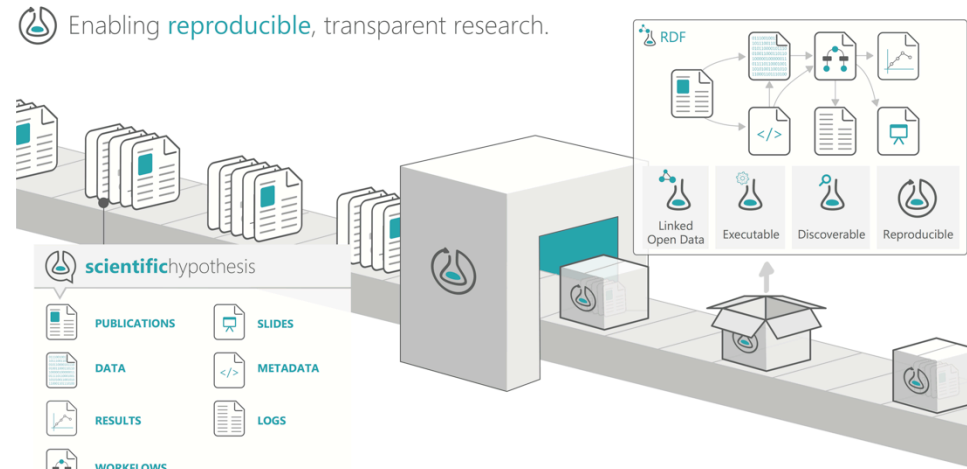 Enabling reproducible, transparent research.
RDF
</>
Linked
Open Data
Executable
Discoverable
Reproducible
scientifichypothesis
PUBLICATIONS
SLIDES
DATA
</>
METADATA
RESULTS
LOGS
WORKFLOWS